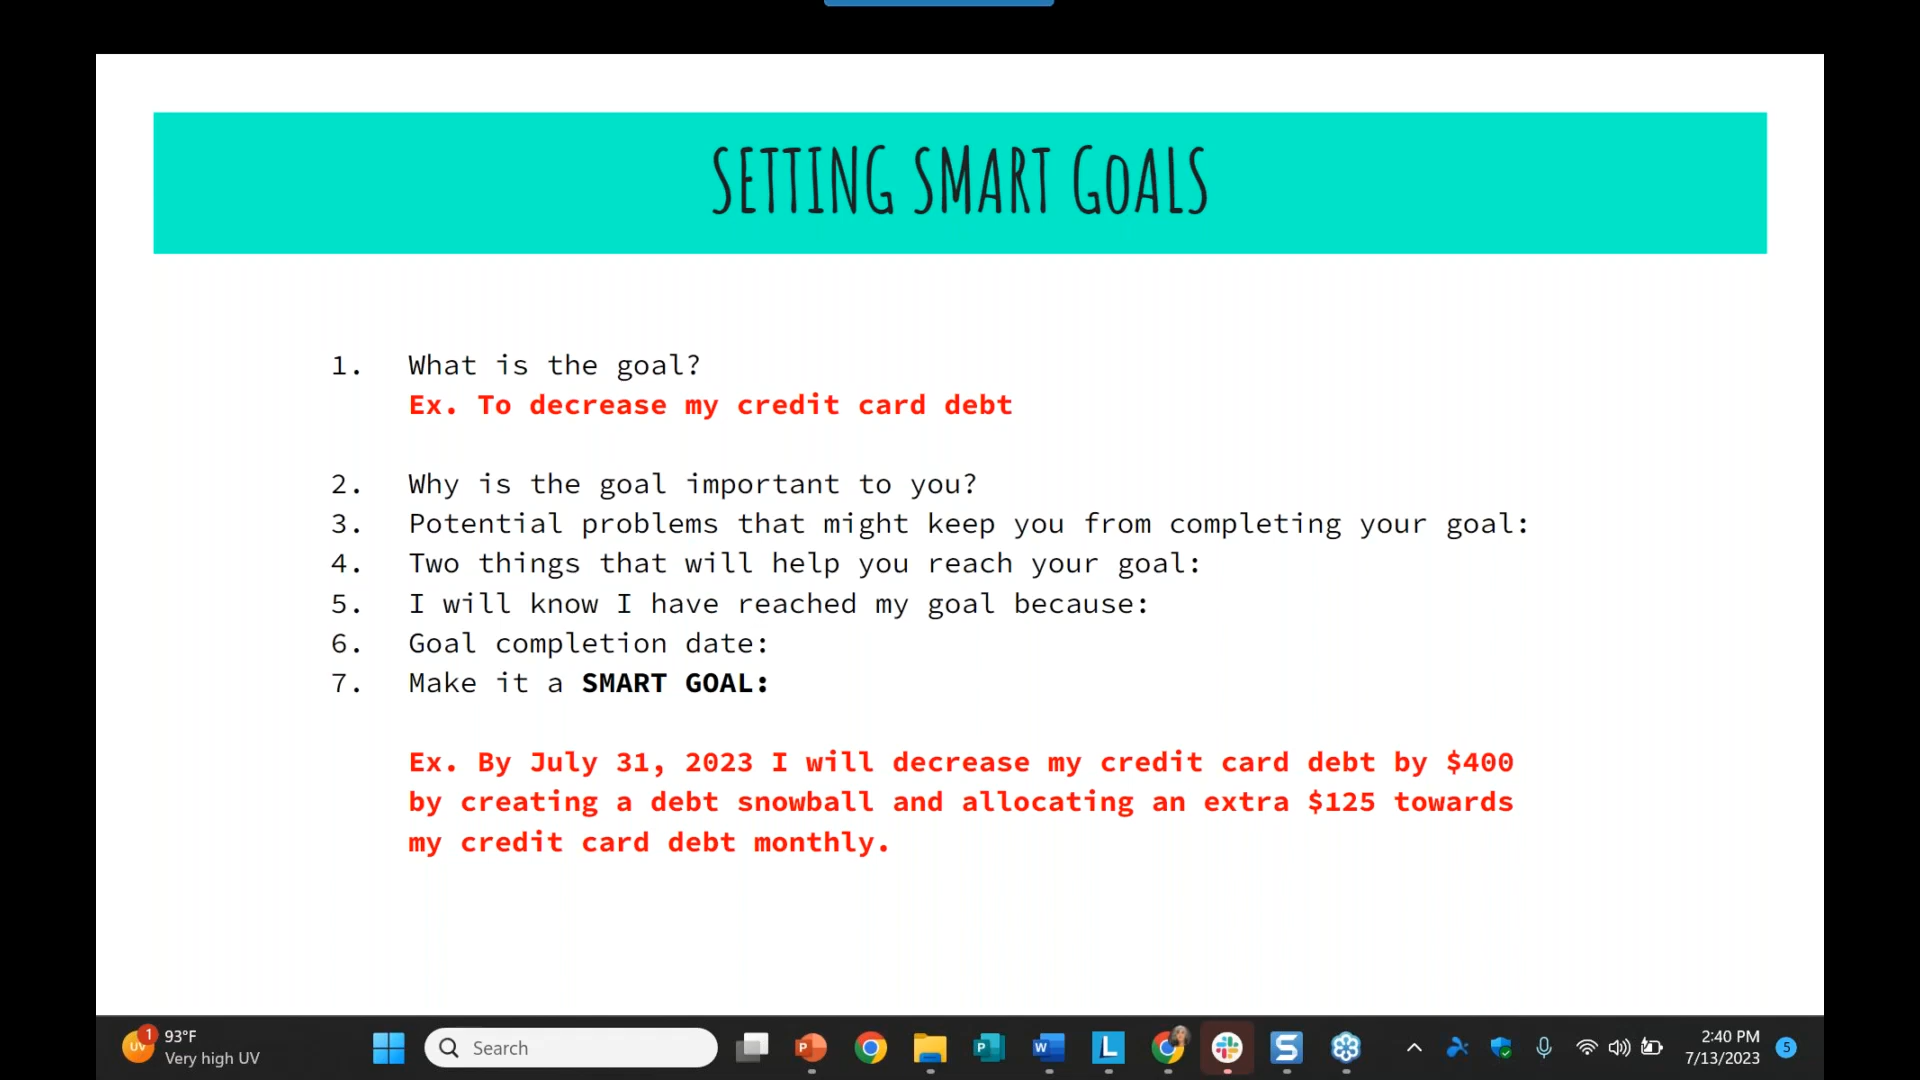 SETTING SMART GOALS
1. What is the goal?
Ex. To decrease my credit card debt
2. Why is the goal important to you?
3. Potential problems that might keep you from completing your goal:
4. Two things that will help you reach your goal:
5. I will know I have reached my goal because:
6. Goal completion date:
7. Make it a SMART GOAL:
Ex. By July 31, 2023 I will decrease my credit card debt by $400
by creating a debt snowball and allocating an extra $125 towards
my credit card debt monthly.
UV 1 93°F
Very high UV
Search
P
P
W
L
S
2:40 PM
7/13/2023
5